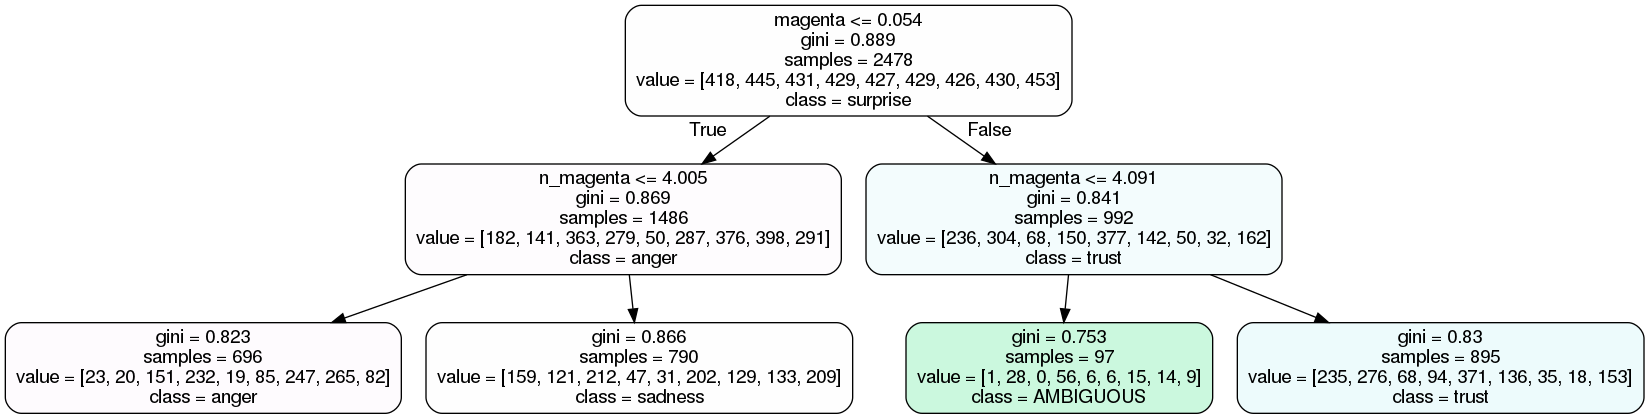 magenta <= 0.054
gini = 0.889
samples = 2478
value = [418, 445, 431, 429, 427, 429, 426, 430, 453]
class = surprise
True
False
n_magenta <= 4.005
gini = 0.869
samples = 1486
value = [182, 141, 363, 279, 50, 287, 376, 398, 291]
class = anger
n_magenta <= 4.091
gini = 0.841
samples = 992
value = [236, 304, 68, 150, 377, 142, 50, 32, 162]
class = trust
gini = 0.823
samples = 696
value = [23, 20, 151, 232, 19, 85, 247, 265, 82]
class = anger
gini = 0.866
samples = 790
value = [159, 121, 212, 47, 31, 202, 129, 133, 209]
class = sadness
gini = 0.753
samples = 97
value = [1, 28, 0, 56, 6, 6, 15, 14, 9]
class = AMBIGUOUS
gini = 0.83
samples = 895
value = [235, 276, 68, 94, 371, 136, 35, 18, 153]
class = trust